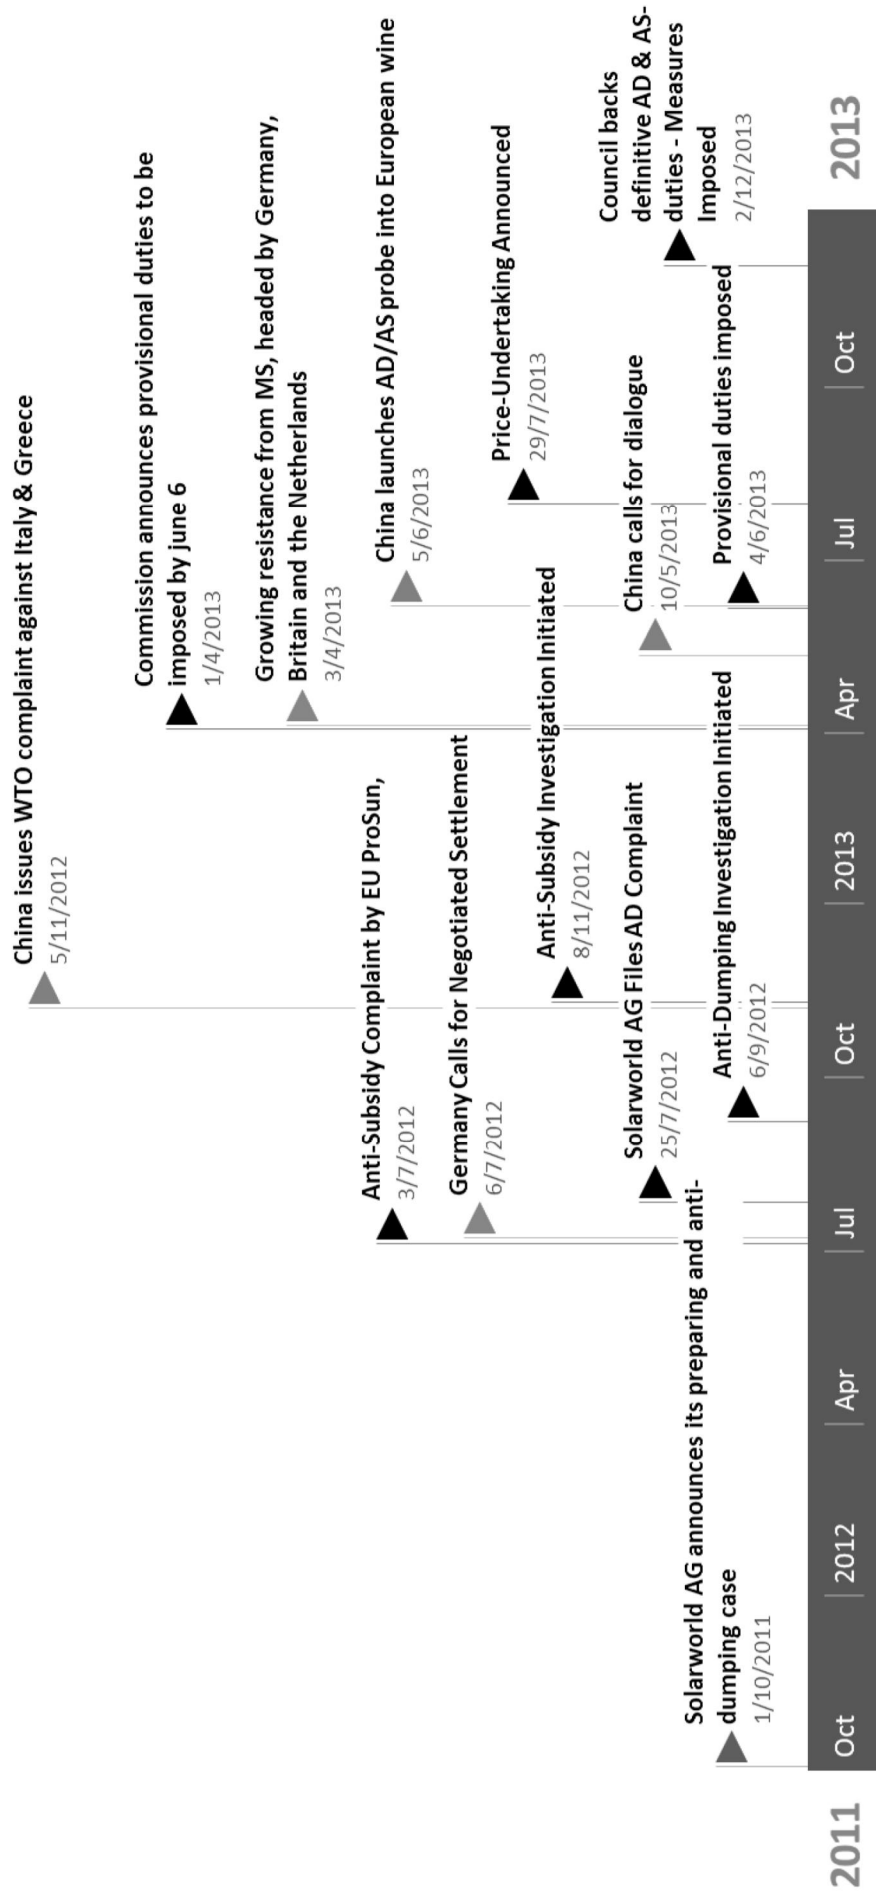 China issues WTO complaint against Italy & Greece
5/11/2012
Commission announces provisional duties to be
imposed by june 6
1/4/2013
Growing resistance from MS, headed by Germany,
Britain and the Netherlands
3/4/2013
Anti-Subsidy Complaint by EU ProSun,
3/7/2012
China launches AD/AS probe into European wine
5/6/2013
Germany Calls for Negotiated Settlement
6/7/2012
Price-Undertaking Announced
29/7/2013
Anti-Subsidy Investigation Initiated
8/11/2012
Solarworld AG Files AD Complaint
25/7/2012
China calls for dialogue
10/5/2013
Council backs
definitive AD & AS-
duties - Measures
Imposed
2/12/2013
Solarworld AG announces its preparing and anti-
dumping case
1/10/2011
Anti-Dumping Investigation Initiated
6/9/2012
Provisional duties imposed
4/6/2013
2011 Oct 2012 Apr Jul Oct 2013 Apr Jul Oct 2013